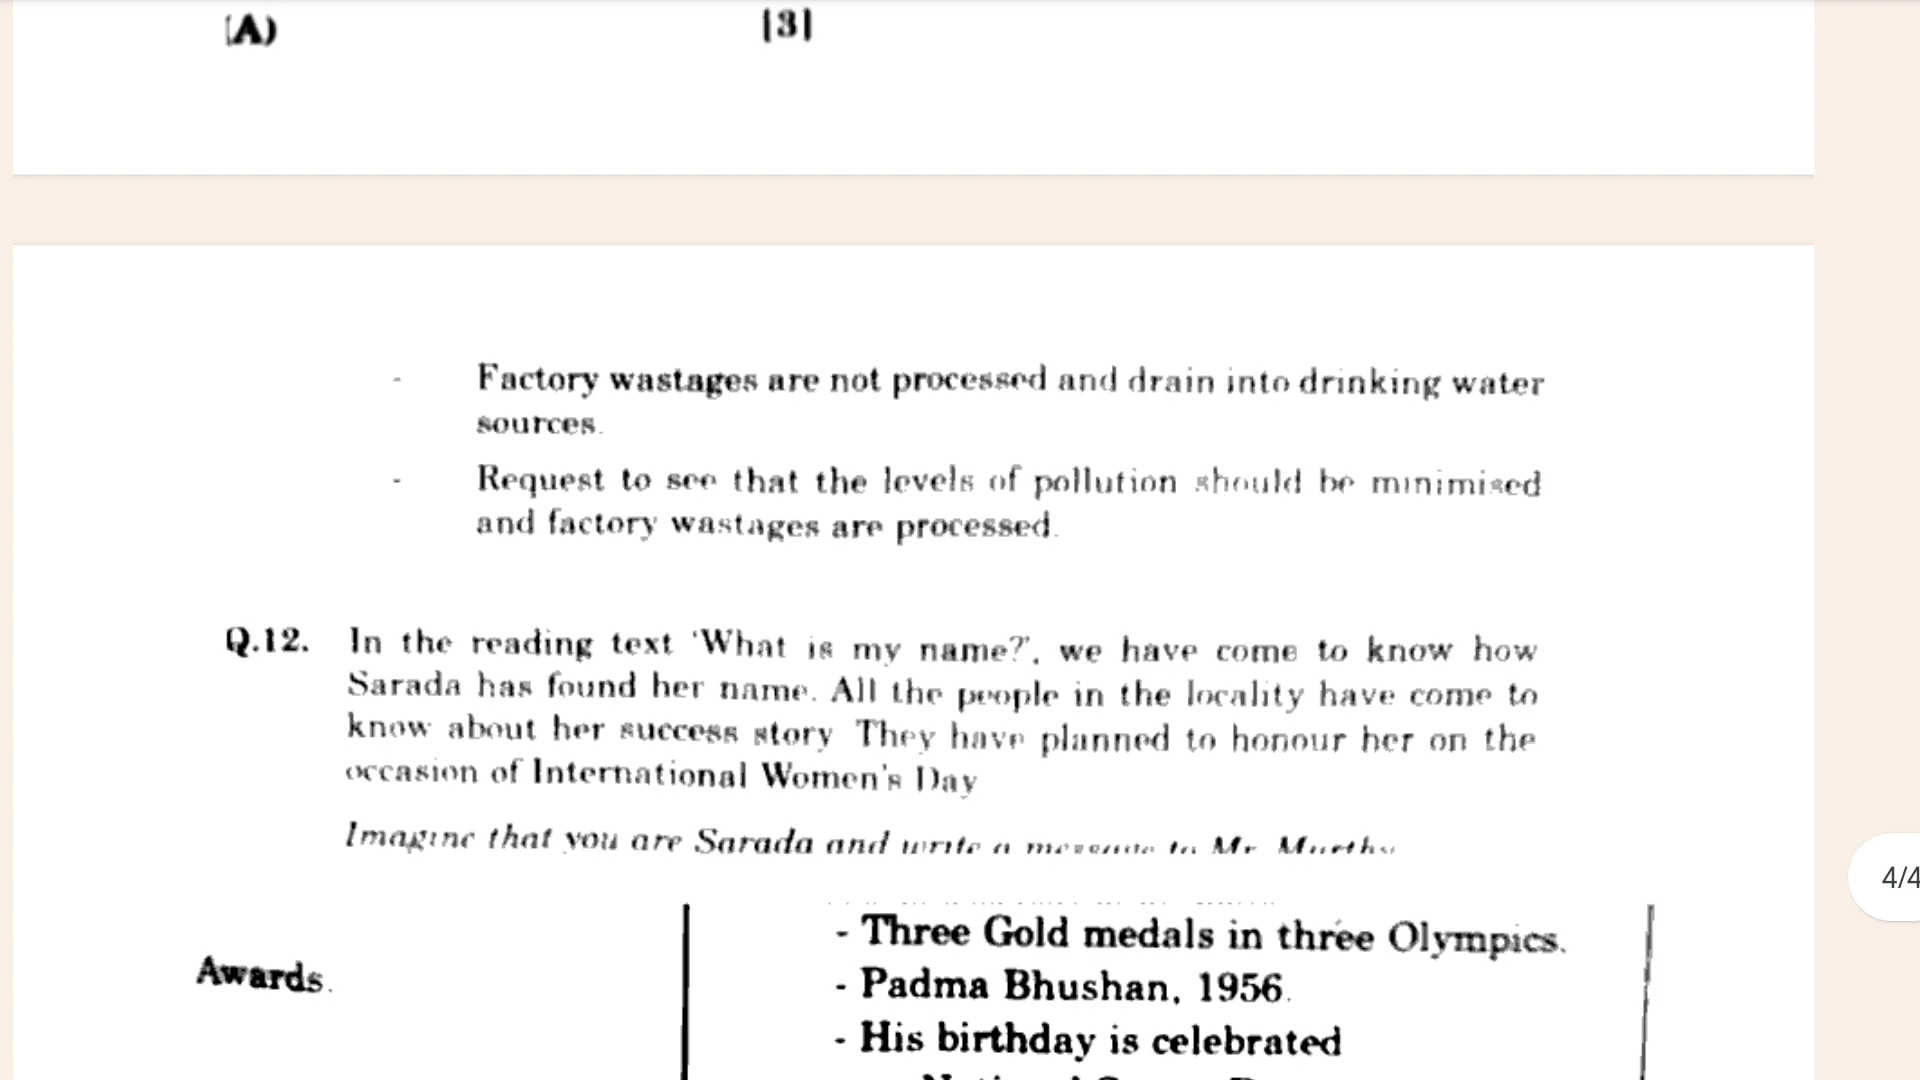 (A) [3]
- Factory wastages are not processed and drain into drinking water
sources.
- Request to see that the levels of pollution should be minimised
and factory wastages are processed.
Q.12. In the reading text 'What is my name?', we have come to know how
Sarada has found her name. All the people in the locality have come to
know about her success story They have planned to honour her on the
occasion of International Women's Day
Imagine that you are Sarada and write a message to Mr. Murthy
- Three Gold medals in three Olympics.
Awards.
- Padma Bhushan, 1956.
- His birthday is celebrated
4/4